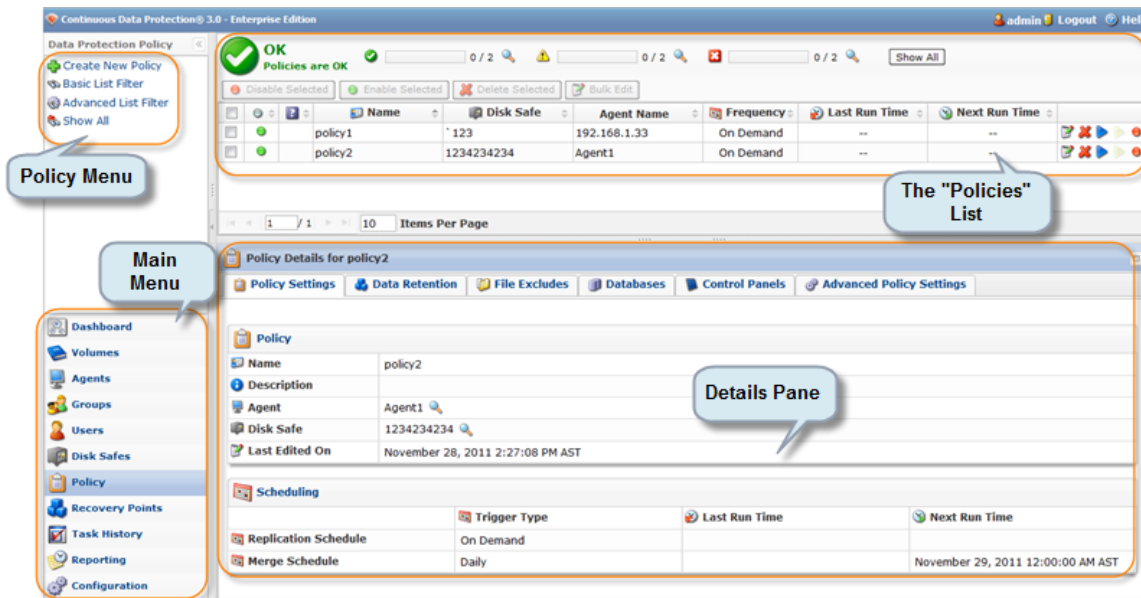 Continuous Data Protection® 3.0 - Enterprise Edition
admin Logout Hel
Data Protection Policy
Create New Policy
Basic List Filter
Advanced List Filter
Show All
Policy Menu
OK
Policies are OK
0 / 2
0 / 2
0 / 2
Show All
Disable Selected Enable Selected Delete Selected Bulk Edit
Name Disk Safe Agent Name Frequency Last Run Time Next Run Time
policy1 `123 192.168.1.33 On Demand -- --
policy2 1234234234 Agent1 On Demand -- --
The "Policies"
List
1 / 1 10 Items Per Page
Main
Menu
Dashboard
Volumes
Agents
Groups
Users
Disk Safes
Policy
Recovery Points
Task History
Reporting
Configuration
Policy Details for policy2
Policy Settings Data Retention File Excludes Databases Control Panels Advanced Policy Settings
Policy
Name policy2
Description
Agent Agent1
Disk Safe 1234234234
Last Edited On November 28, 2011 2:27:08 PM AST
Details Pane
Scheduling
Trigger Type Last Run Time Next Run Time
Replication Schedule On Demand
Merge Schedule Daily November 29, 2011 12:00:00 AM AST